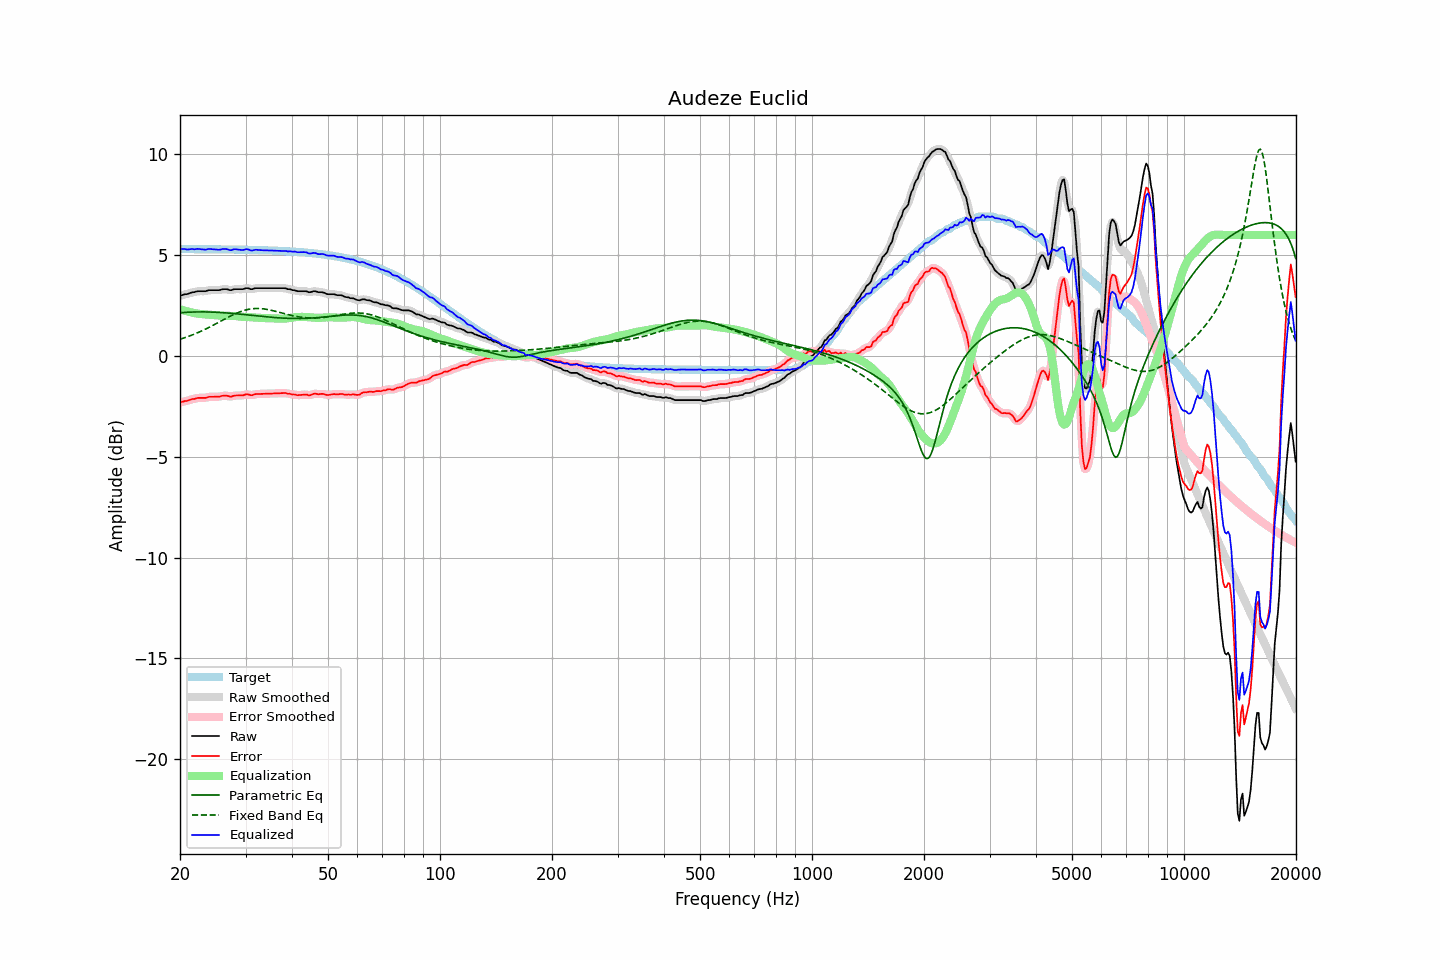 Audeze Euclid
10
5
0
−5
−10
−15
−20
Amplitude (dBr)
Target
Raw Smoothed
Error Smoothed
Raw
Error
Equalization
Parametric Eq
Fixed Band Eq
Equalized
20 50 100 200 500 1000 2000 5000 10000 20000
Frequency (Hz)